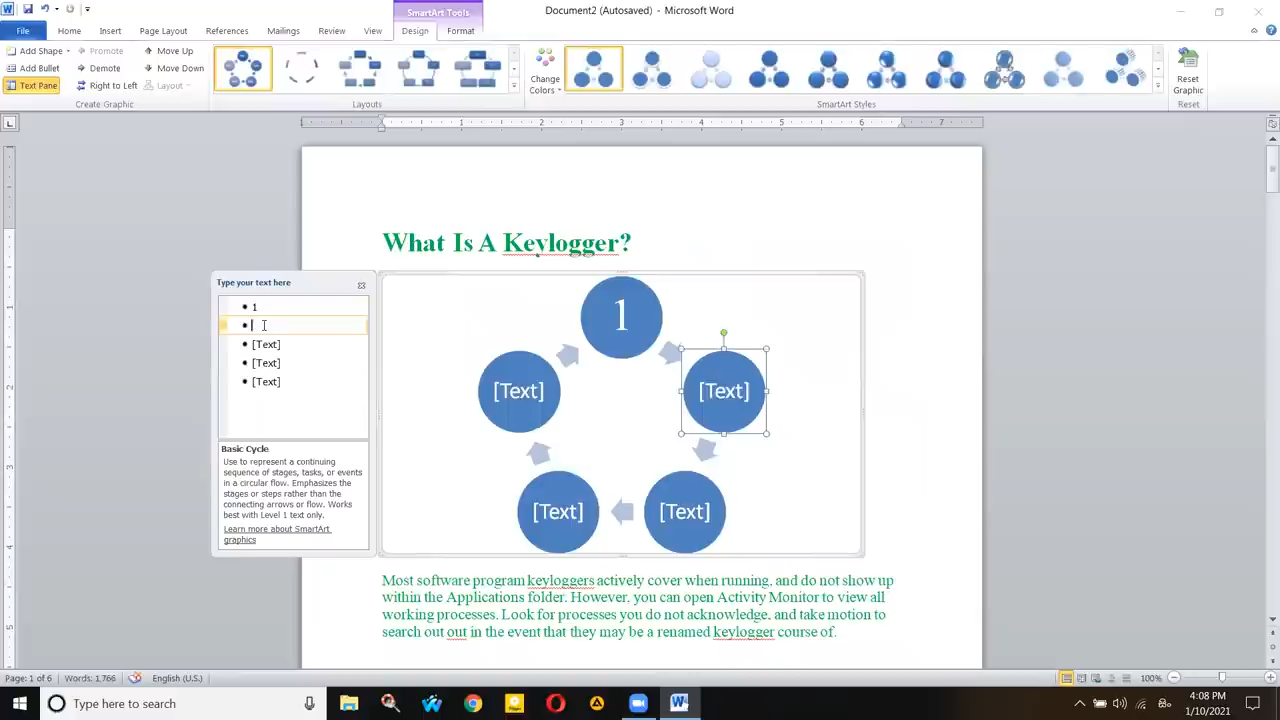 SmartArt Tools
Document2 (Autosaved) - Microsoft Word
File Home Insert Page Layout References Mailings Review View Design Format
Add Shape Promote Move Up
Add Bullet Demote Move Down
Text Pane Right to Left Layout
Create Graphic
Layouts
Change
Colors
SmartArt Styles
Reset
Graphic
Reset
1 2 3 4 5 6 7
What Is A Keylogger?
Type your text here
1
[Text]
[Text]
[Text]
Basic Cycle
Use to represent a continuing
sequence of stages, tasks, or events
in a circular flow. Emphasizes the
stages or steps rather than the
connecting arrows or flow. Works
best with Level 1 text only.
Learn more about SmartArt
graphics
1
[Text]
[Text]
[Text]
[Text]
Most software program keyloggers actively cover when running, and do not show up
within the Applications folder. However, you can open Activity Monitor to view all
working processes. Look for processes you do not acknowledge, and take motion to
search out out in the event that they may be a renamed keylogger course of.
Page: 1 of 6 Words: 1,766 English (U.S.) 100%
Type here to search
4:08 PM
1/10/2021